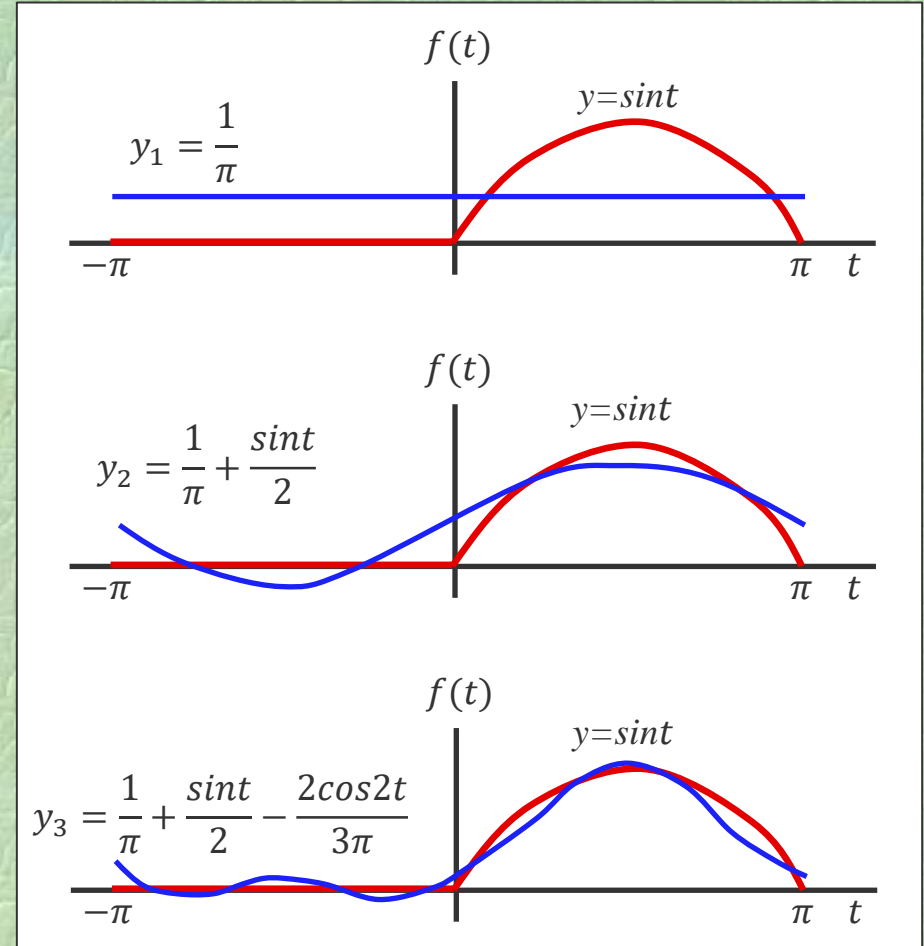 f(t)
y=sint
y₁ = 1/π
−π
π t
f(t)
y=sint
y₂ = 1/π + sint/2
−π
π t
f(t)
y=sint
y₃ = 1/π + sint/2 − 2cos2t/3π
−π
π t